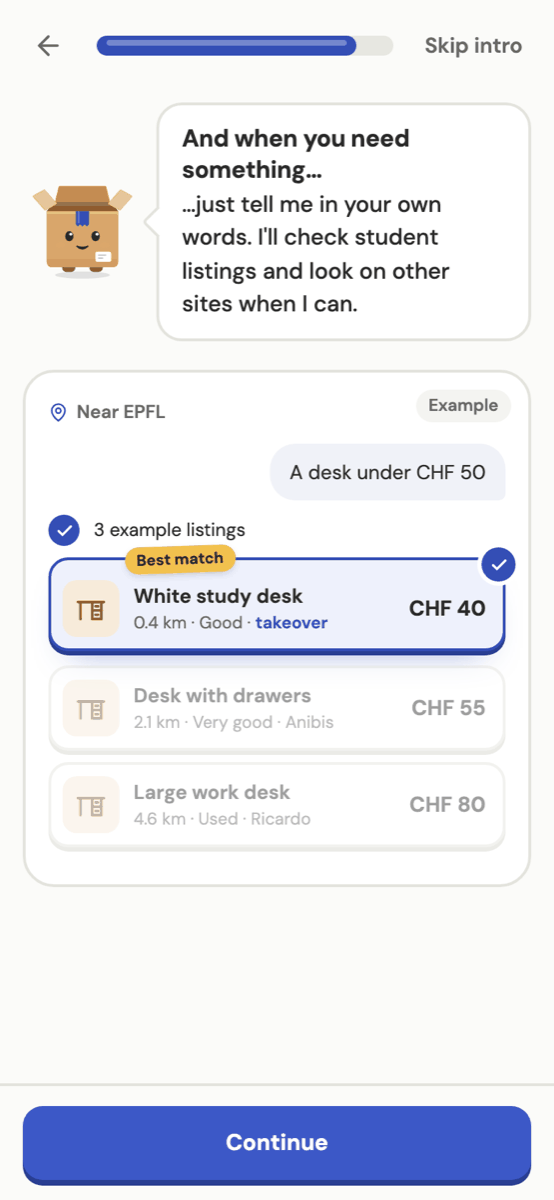 Skip intro
And when you need
something...
...just tell me in your own
words. I'll check student
listings and look on other
sites when I can.
Near EPFL
Example
A desk under CHF 50
3 example listings
Best match
White study desk
CHF 40
0.4 km · Good · takeover
Desk with drawers
CHF 55
2.1 km · Very good · Anibis
Large work desk
CHF 80
4.6 km · Used · Ricardo
Continue